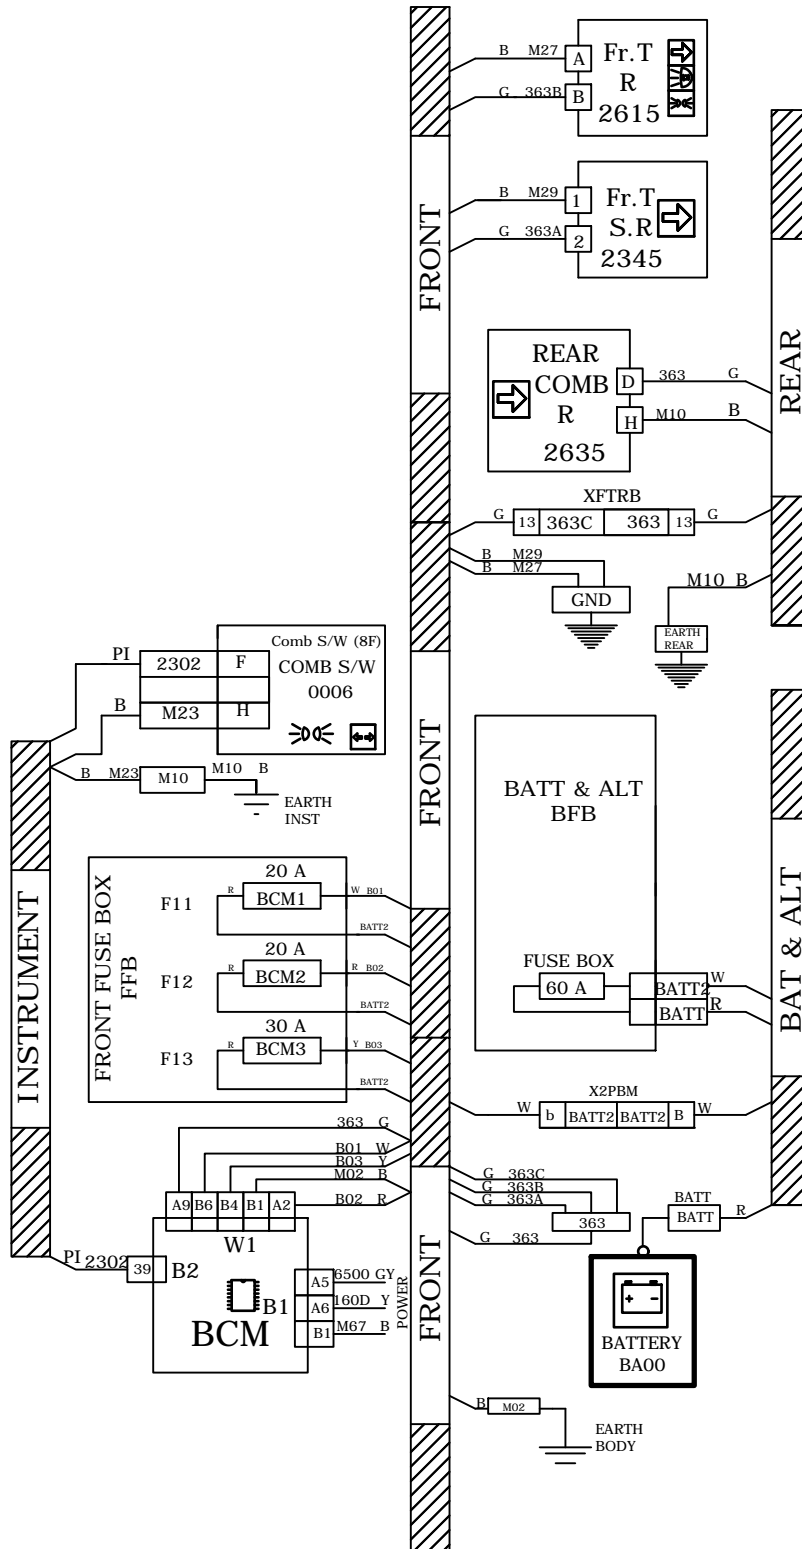 B M27 A Fr.T
R
G 363B B 2615
B M29 1 Fr.T
S.R
G 363A 2 2345
FRONT
REAR
COMB
R
2635
D 363 G
H M10 B
REAR
XFTRB
G 13 363C 363 13 G
B M29
B M27
GND
M10 B
EARTH
REAR
Comb S/W (8F)
COMB S/W
0006
PI 2302 F
B M23 H
B M23 M10 M10 B
EARTH
INST
FRONT
BATT & ALT
BFB
FUSE BOX
60 A
BATT2 W
BATT R
BAT & ALT
INSTRUMENT
FRONT FUSE BOX
FFB
20 A
F11 R BCM1 W B01
BATT2
20 A
F12 R BCM2 R B02
BATT2
30 A
F13 R BCM3 Y B03
BATT2
X2PBM
W b BATT2 BATT2 B W
363 G
B01 W
B03 Y
M02 B
B02 R
A9 B6 B4 B1 A2
W1
G 363C
G 363B
G 363A
363
G 363
BATT
BATT R
PI 2302 39 B2
BCM
B1
A5 6500 GY
A6 160D Y
B1 M67 B
POWER
FRONT
+ -
BATTERY
BA00
B M02
EARTH
BODY